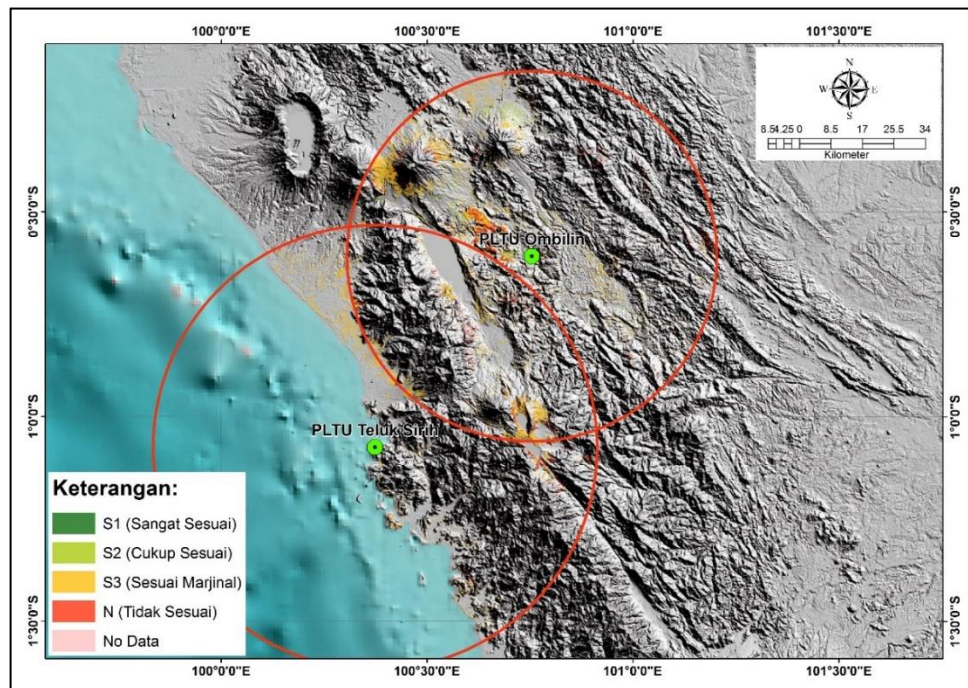 100°0'0"E 100°30'0"E 101°0'0"E 101°30'0"E
N
W E
S
8.5 4.25 0 8.5 17 25.5 34
Kilometer
0°30'0"S 0°30'0"S
PLTU Ombilin
1°0'0"S 1°0'0"S
PLTU Teluk Sirih
Keterangan:
S1 (Sangat Sesuai)
S2 (Cukup Sesuai)
S3 (Sesuai Marjinal)
N (Tidak Sesuai)
No Data
1°30'0"S 1°30'0"S
100°0'0"E 100°30'0"E 101°0'0"E 101°30'0"E